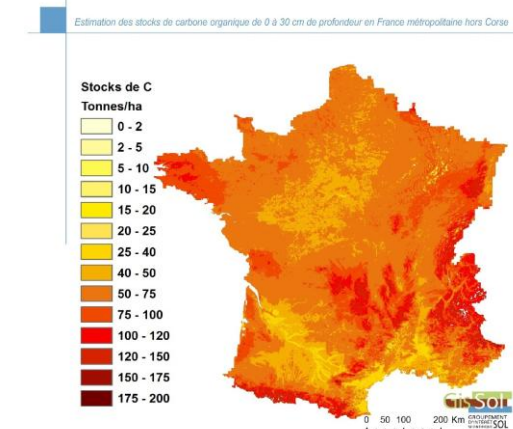 Estimation des stocks de carbone organique de 0 à 30 cm de profondeur en France métropolitaine hors Corse
Stocks de C
Tonnes/ha
0 - 2
2 - 5
5 - 10
10 - 15
15 - 20
20 - 25
25 - 40
40 - 50
50 - 75
75 - 100
100 - 120
120 - 150
150 - 175
175 - 200
GisSol
0 50 100 200 Km
GROUPEMENT
D'INTERET
SOL